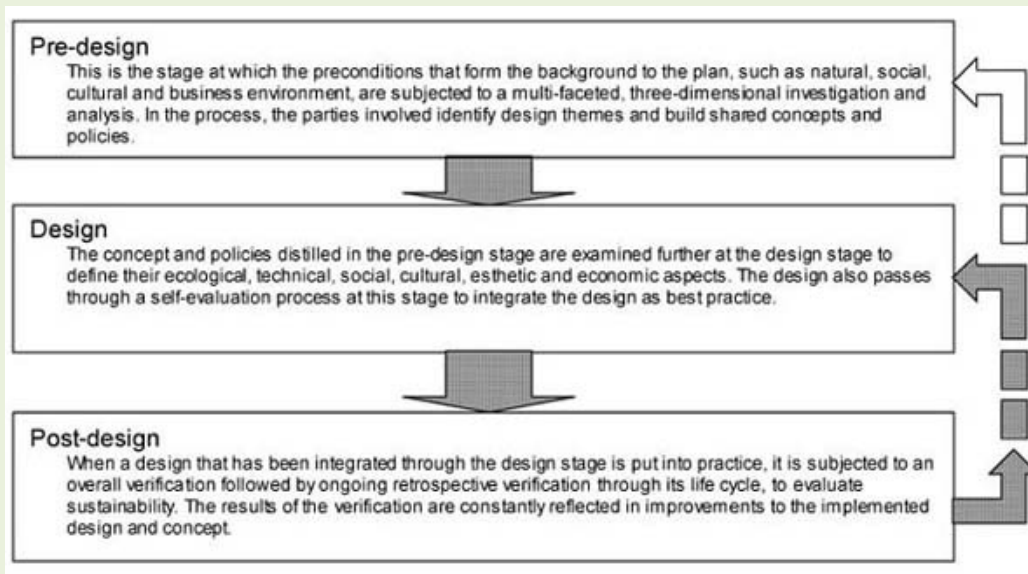 Pre-design
This is the stage at which the preconditions that form the background to the plan, such as natural, social,
cultural and business environment, are subjected to a multi-faceted, three-dimensional investigation and
analysis. In the process, the parties involved identify design themes and build shared concepts and
policies.
Design
The concept and policies distilled in the pre-design stage are examined further at the design stage to
define their ecological, technical, social, cultural, esthetic and economic aspects. The design also passes
through a self-evaluation process at this stage to integrate the design as best practice.
Post-design
When a design that has been integrated through the design stage is put into practice, it is subjected to an
overall verification followed by ongoing retrospective verification through its life cycle, to evaluate
sustainability. The results of the verification are constantly reflected in improvements to the implemented
design and concept.